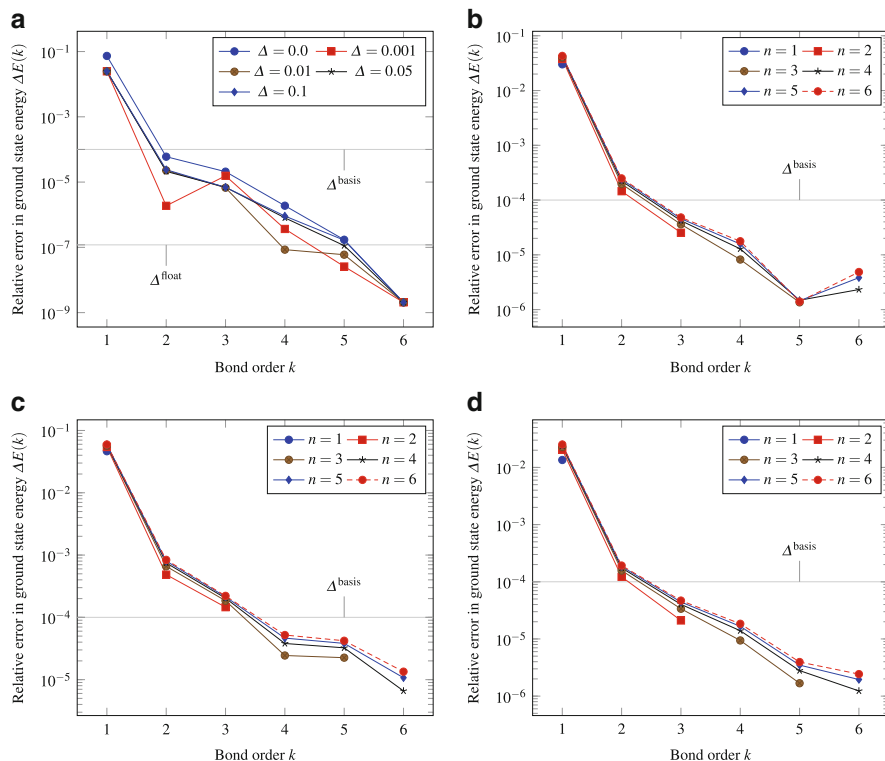 a
Relative error in ground state energy ΔE(k)
10⁻¹
10⁻³
10⁻⁵
10⁻⁷
10⁻⁹
Δ = 0.0
Δ = 0.001
Δ = 0.01
Δ = 0.05
Δ = 0.1
Δ^basis
Δ^float
1 2 3 4 5 6
Bond order k
b
Relative error in ground state energy ΔE(k)
10⁻¹
10⁻²
10⁻³
10⁻⁴
10⁻⁵
10⁻⁶
n = 1
n = 2
n = 3
n = 4
n = 5
n = 6
Δ^basis
1 2 3 4 5 6
Bond order k
c
Relative error in ground state energy ΔE(k)
10⁻¹
10⁻²
10⁻³
10⁻⁴
10⁻⁵
n = 1
n = 2
n = 3
n = 4
n = 5
n = 6
Δ^basis
1 2 3 4 5 6
Bond order k
d
Relative error in ground state energy ΔE(k)
10⁻²
10⁻³
10⁻⁴
10⁻⁵
10⁻⁶
n = 1
n = 2
n = 3
n = 4
n = 5
n = 6
Δ^basis
1 2 3 4 5 6
Bond order k